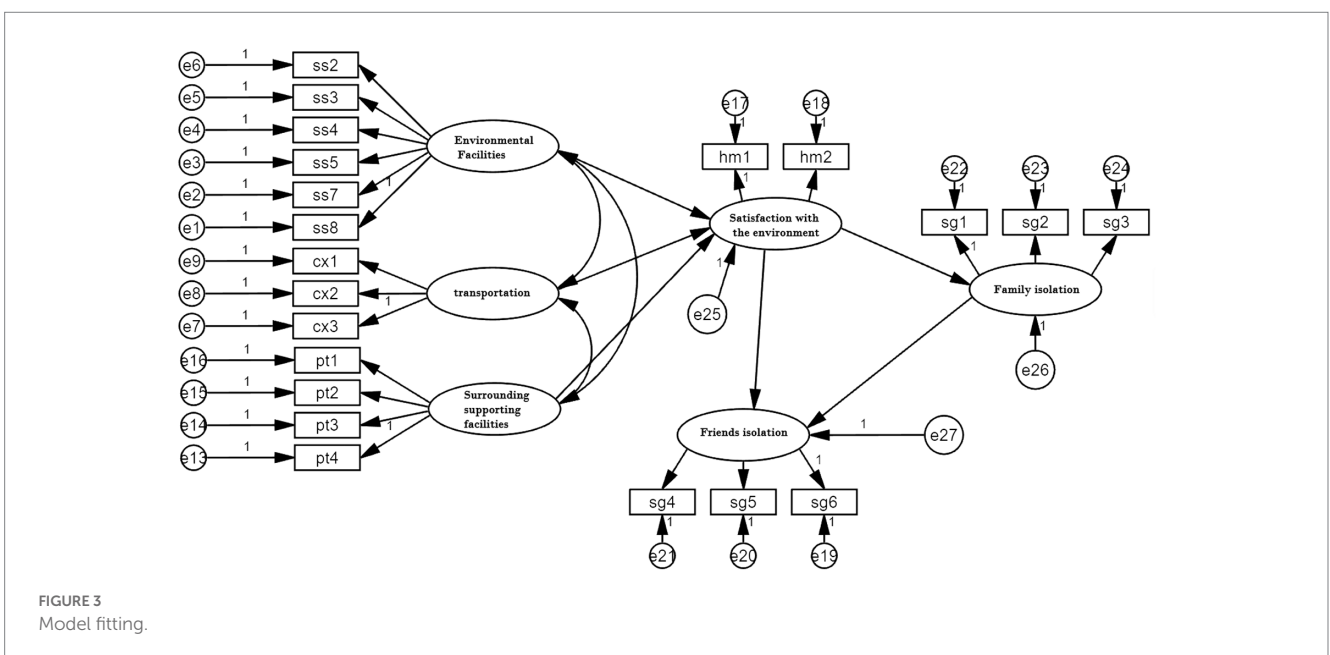 e6 1 ss2
e5 1 ss3
e4 1 ss4
e3 1 ss5
e2 1 ss7 1
e1 1 ss8
Environmental
Facilities
e9 1 cx1
e8 1 cx2
e7 1 cx3 1
transportation
e16 1 pt1
e15 1 pt2
e14 1 pt3 1
e13 1 pt4
Surrounding
supporting
facilities
e17 e18
1 1
hm1 hm2
1
Satisfaction with
the environment
1
e25
e22 e23 e24
1 1 1
sg1 sg2 sg3
1
Family isolation
1
e26
Friends isolation 1 e27
1
sg4 sg5 sg6
1 1 1
e21 e20 e19
FIGURE 3
Model fitting.